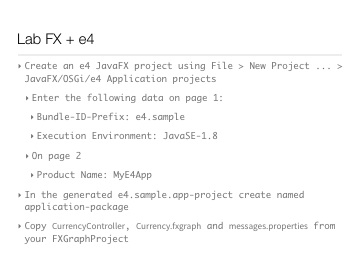 Lab FX + e4
‣ Create an e4 JavaFX project using File > New Project ... >
JavaFX/OSGi/e4 Application projects
‣ Enter the following data on page 1:
‣ Bundle-ID-Prefix: e4.sample
‣ Execution Environment: JavaSE-1.8
‣ On page 2
‣ Product Name: MyE4App
‣ In the generated e4.sample.app-project create named
application-package
‣ Copy CurrencyController, Currency.fxgraph and messages.properties from
your FXGraphProject